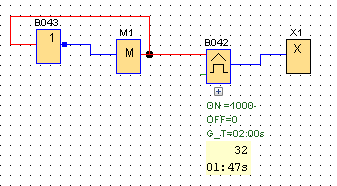 B043
1
M1
M
B042
X1
X
ON =1000-
OFF=0
G_T=02:00s
32
01:47s